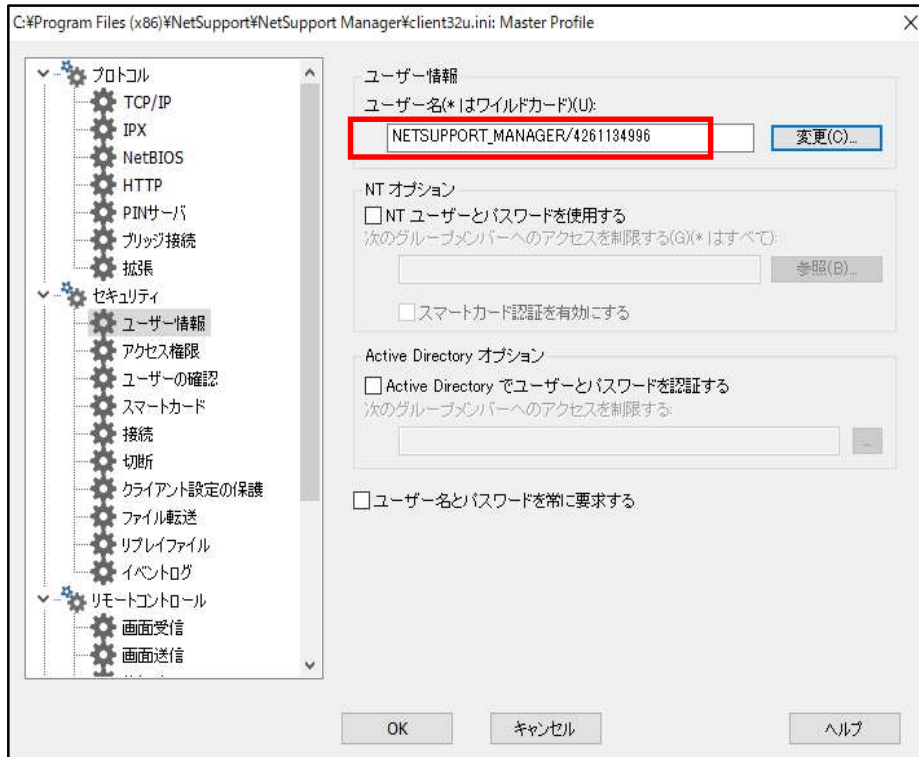 C:¥Program Files (x86)¥NetSupport¥NetSupport Manager¥client32u.ini: Master Profile
プロトコル
TCP/IP
IPX
NetBIOS
HTTP
PINサーバ
ブリッジ接続
拡張
セキュリティ
ユーザー情報
アクセス権限
ユーザーの確認
スマートカード
接続
切断
クライアント設定の保護
ファイル転送
リプレイファイル
イベントログ
リモートコントロール
画面受信
画面送信
ユーザー情報
ユーザー名(* はワイルドカード)(U):
NETSUPPORT_MANAGER/4261134996
変更(C)...
NT オプション
NT ユーザーとパスワードを使用する
次のグループメンバーへのアクセスを制限する(G)(* はすべて):
参照(B)...
スマートカード認証を有効にする
Active Directory オプション
Active Directory でユーザーとパスワードを認証する
次のグループメンバーへのアクセスを制限する:
...
ユーザー名とパスワードを常に要求する
OK
キャンセル
ヘルプ